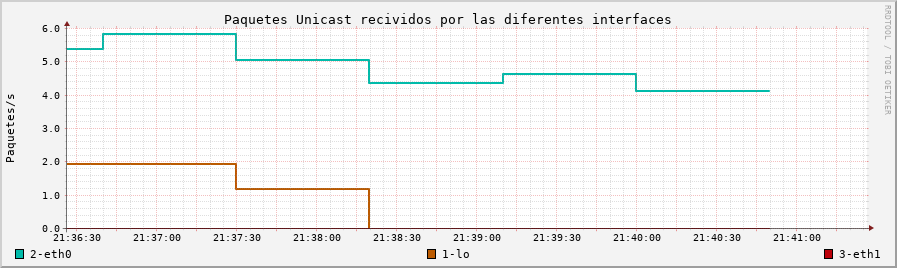 Paquetes Unicast recividos por las diferentes interfaces
RRDTOOL / TOBI OETIKER
Paquetes/s
6.0
5.0
4.0
3.0
2.0
1.0
0.0
21:36:30 21:37:00 21:37:30 21:38:00 21:38:30 21:39:00 21:39:30 21:40:00 21:40:30 21:41:00
2-eth0 1-lo 3-eth1